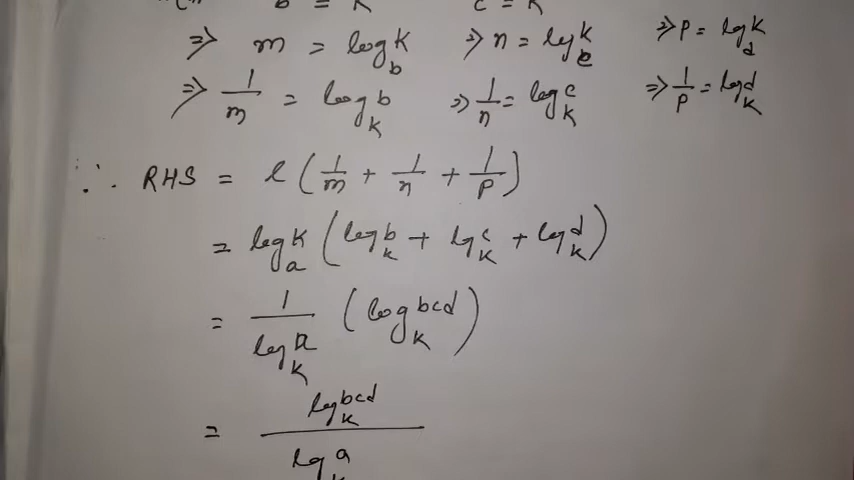 b = K c = K
⇒ m = log_b K ⇒ n = log_c K ⇒ P = log_d K
⇒ 1/m = log_K b ⇒ 1/n = log_K c ⇒ 1/P = log_K d
∴ RHS = l (1/m + 1/n + 1/P)
= log_a K (log_K b + log_K c + log_K d)
= 1/(log_K a) (log_K bcd)
= (log_K bcd)/(log_K a)